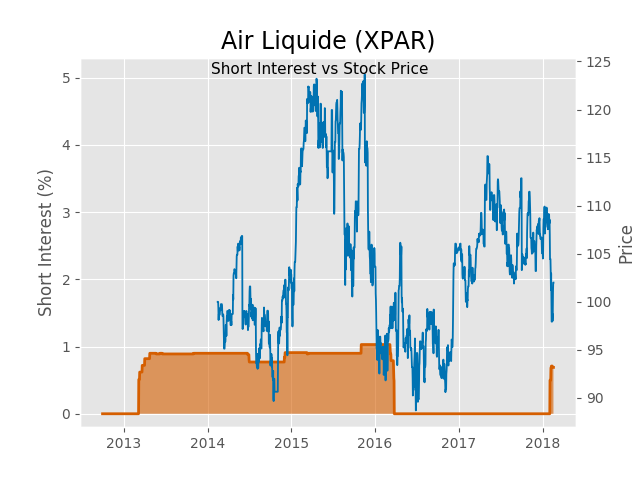 Air Liquide (XPAR)
Short Interest vs Stock Price
Short Interest (%)
5
4
3
2
1
0
125
120
115
110
105
100
95
90
Price
2013 2014 2015 2016 2017 2018